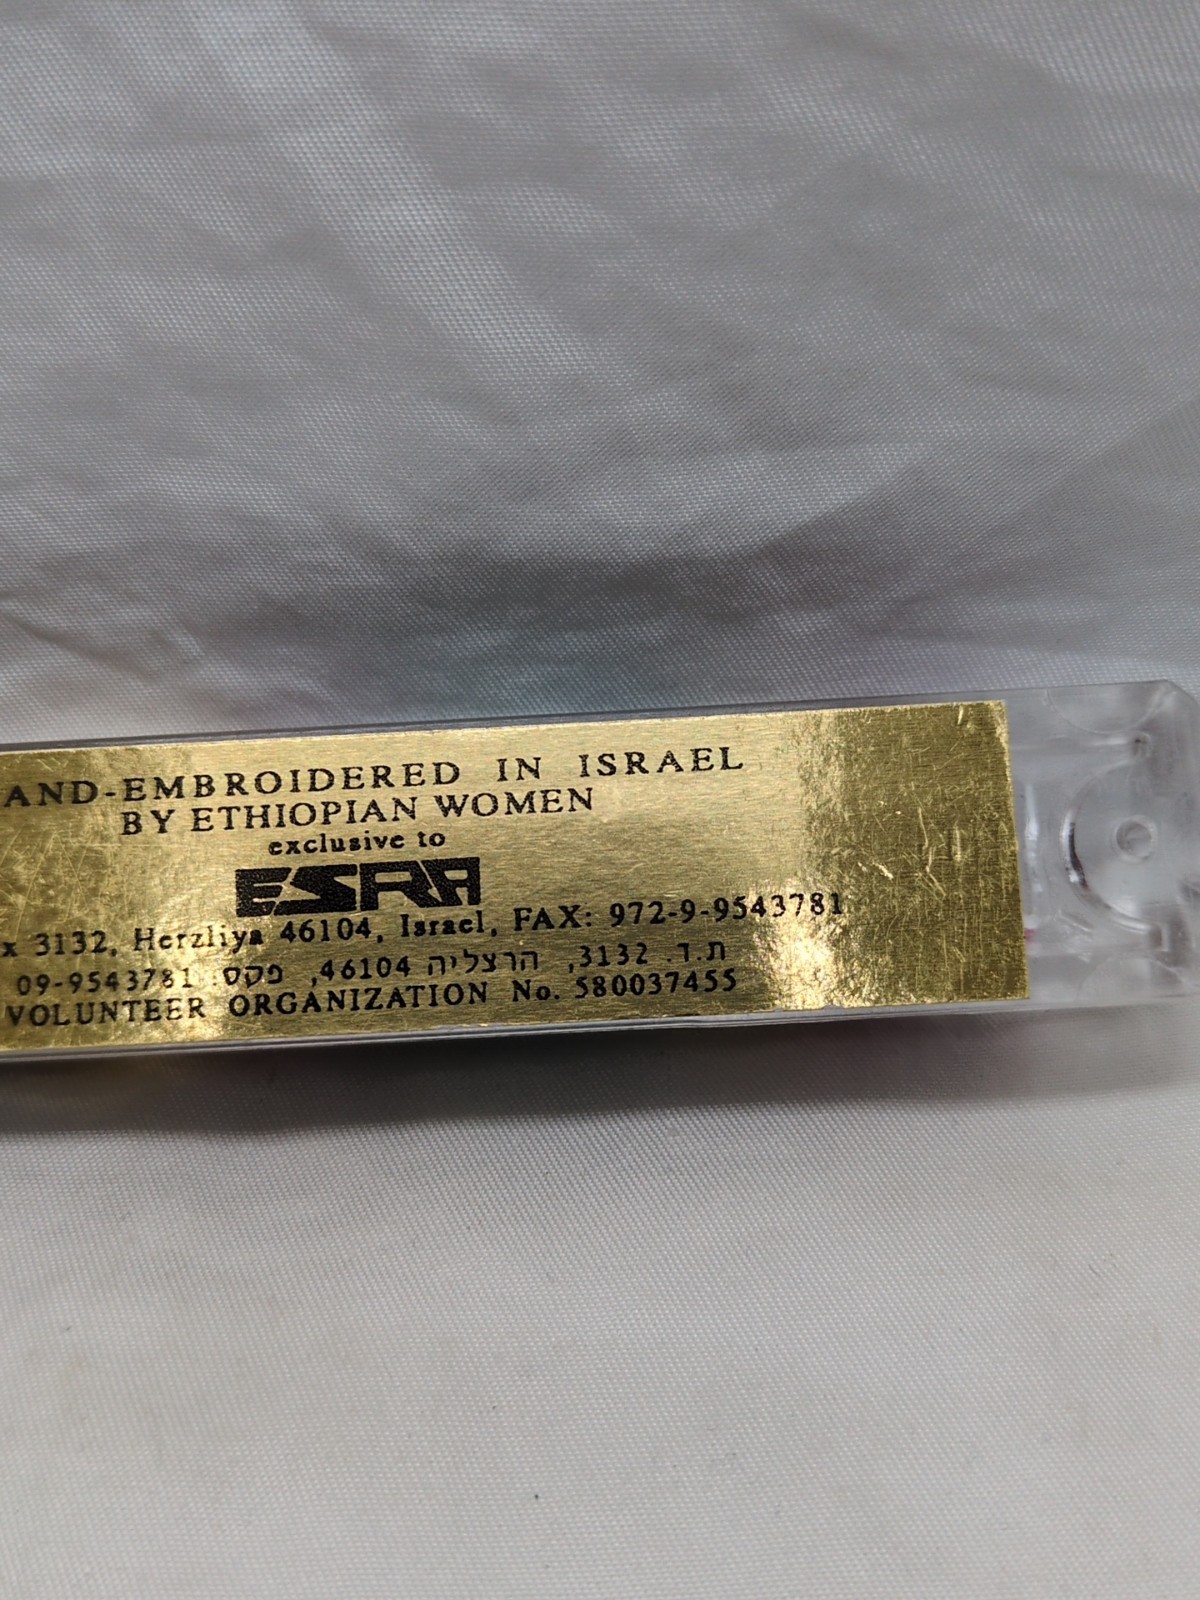 AND-EMBROIDERED IN ISRAEL
BY ETHIOPIAN WOMEN
exclusive to
ESRA
x 3132, Herzliya 46104, Israel, FAX: 972-9-9543781
ת.ד. 3132, הרצליה 46104, פקס: 09-9543781
VOLUNTEER ORGANIZATION No. 580037455